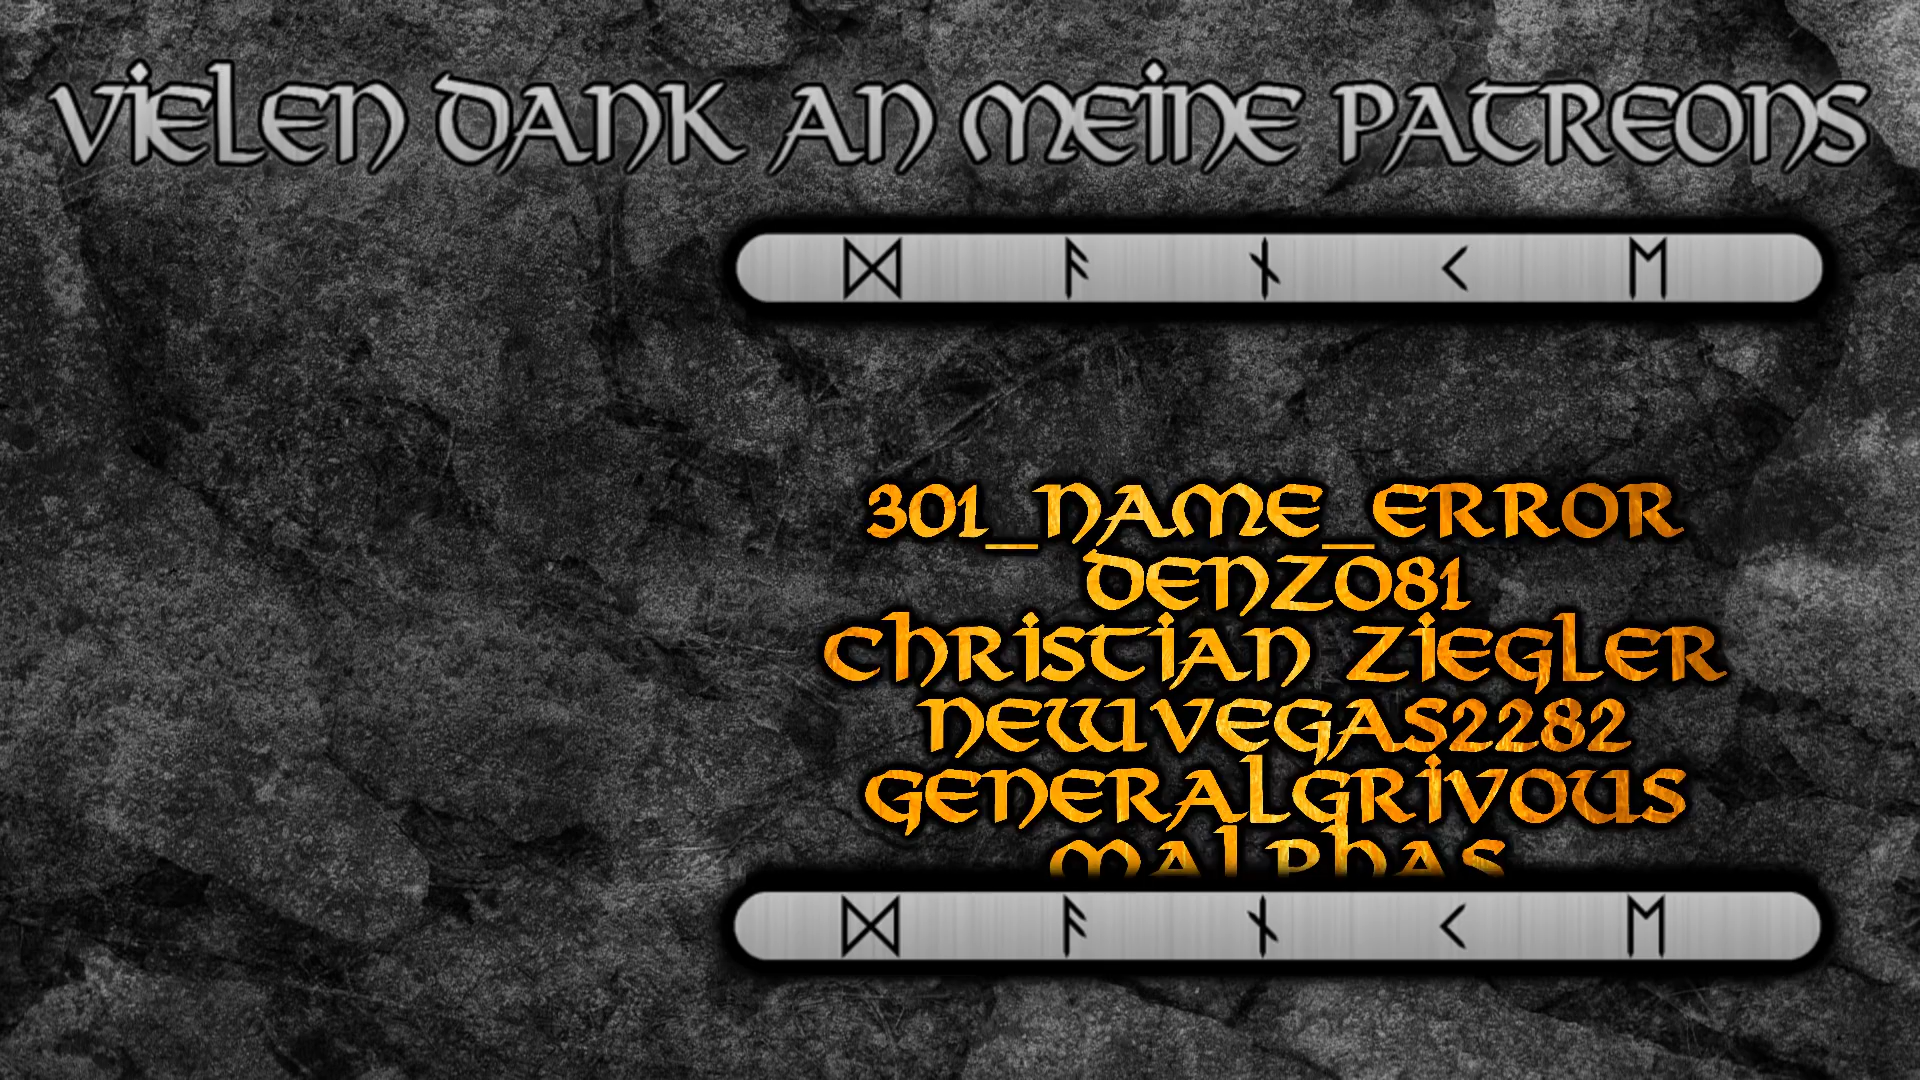 Vielen Dank an meine Patreons
ᛞ ᚨ ᚾ ᚲ ᛖ
301_Name_Error
Denzo81
Christian Ziegler
NewVegas2282
GeneralGrivous
Malphas
ᛞ ᚨ ᚾ ᚲ ᛖ